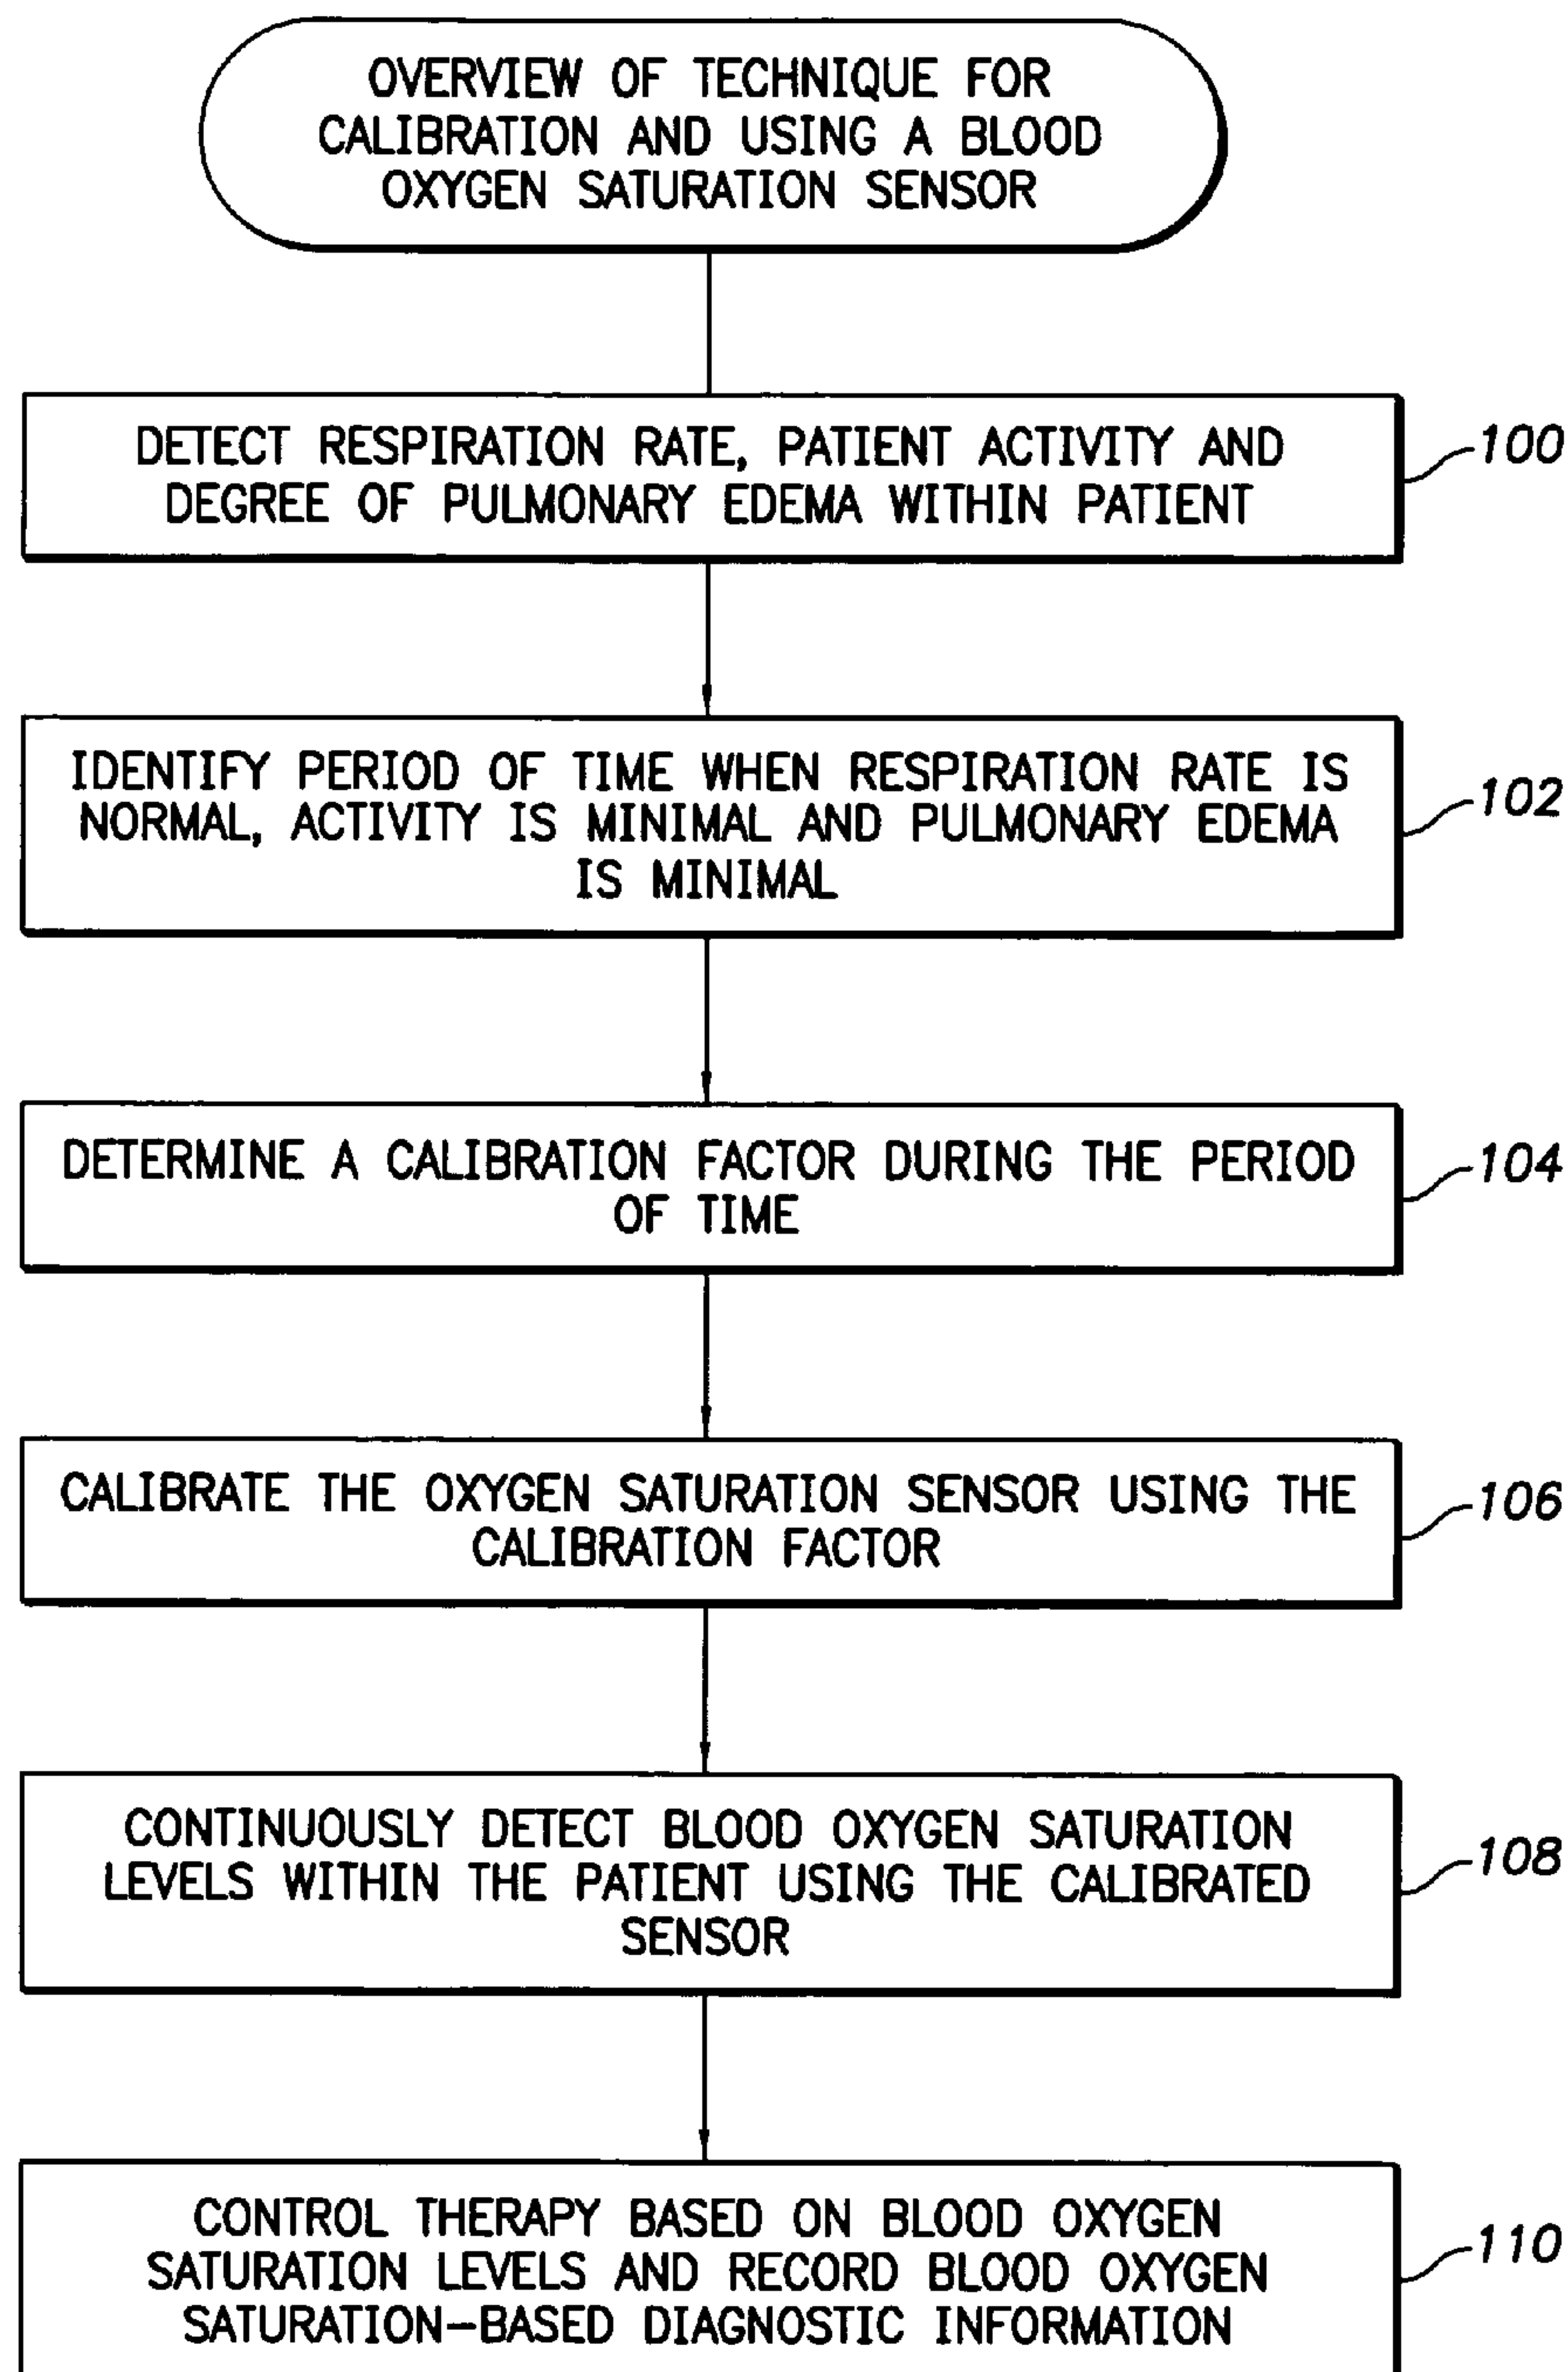 OVERVIEW OF TECHNIQUE FOR
CALIBRATION AND USING A BLOOD
OXYGEN SATURATION SENSOR
DETECT RESPIRATION RATE, PATIENT ACTIVITY AND
DEGREE OF PULMONARY EDEMA WITHIN PATIENT
100
IDENTIFY PERIOD OF TIME WHEN RESPIRATION RATE IS
NORMAL, ACTIVITY IS MINIMAL AND PULMONARY EDEMA
IS MINIMAL
102
DETERMINE A CALIBRATION FACTOR DURING THE PERIOD
OF TIME
104
CALIBRATE THE OXYGEN SATURATION SENSOR USING THE
CALIBRATION FACTOR
106
CONTINUOUSLY DETECT BLOOD OXYGEN SATURATION
LEVELS WITHIN THE PATIENT USING THE CALIBRATED
SENSOR
108
CONTROL THERAPY BASED ON BLOOD OXYGEN
SATURATION LEVELS AND RECORD BLOOD OXYGEN
SATURATION-BASED DIAGNOSTIC INFORMATION
110